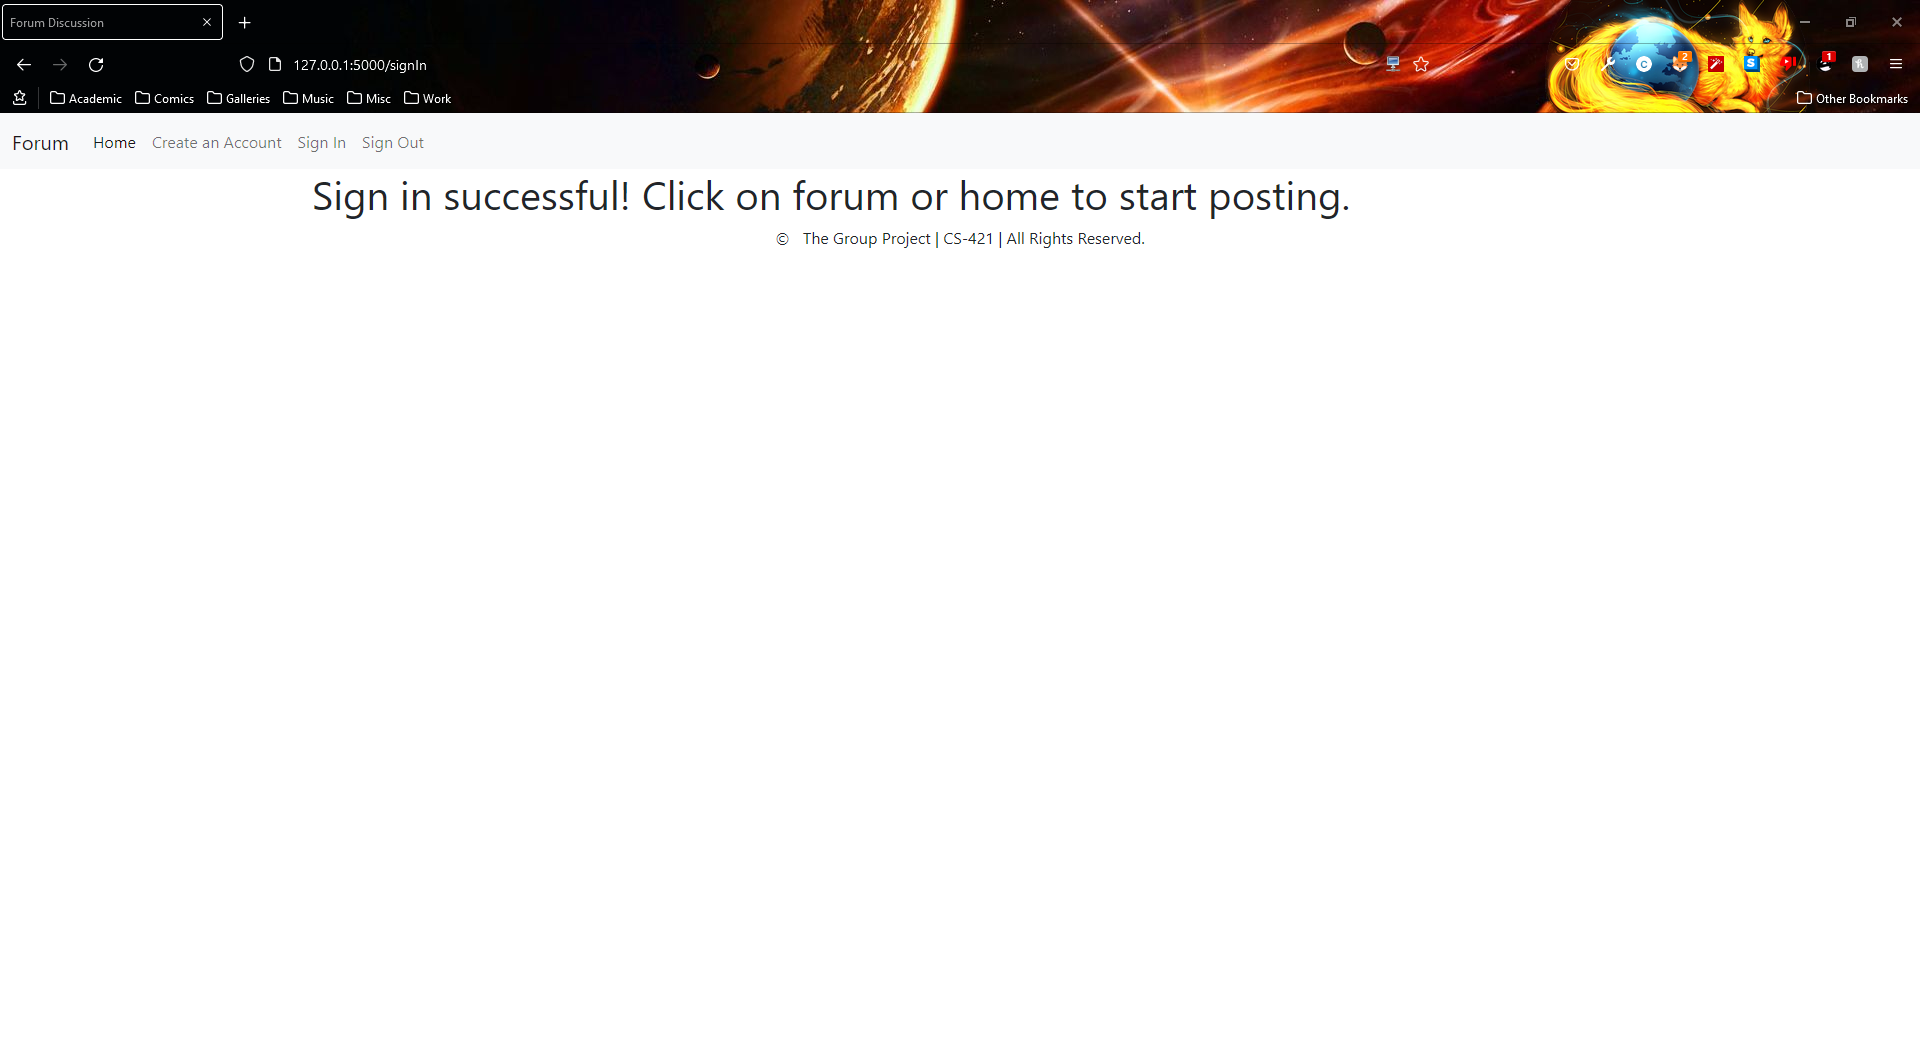 Forum Discussion
127.0.0.1:5000/signIn
2
1
Academic Comics Galleries Music Misc Work Other Bookmarks
Forum Home Create an Account Sign In Sign Out
Sign in successful! Click on forum or home to start posting.
© The Group Project | CS-421 | All Rights Reserved.